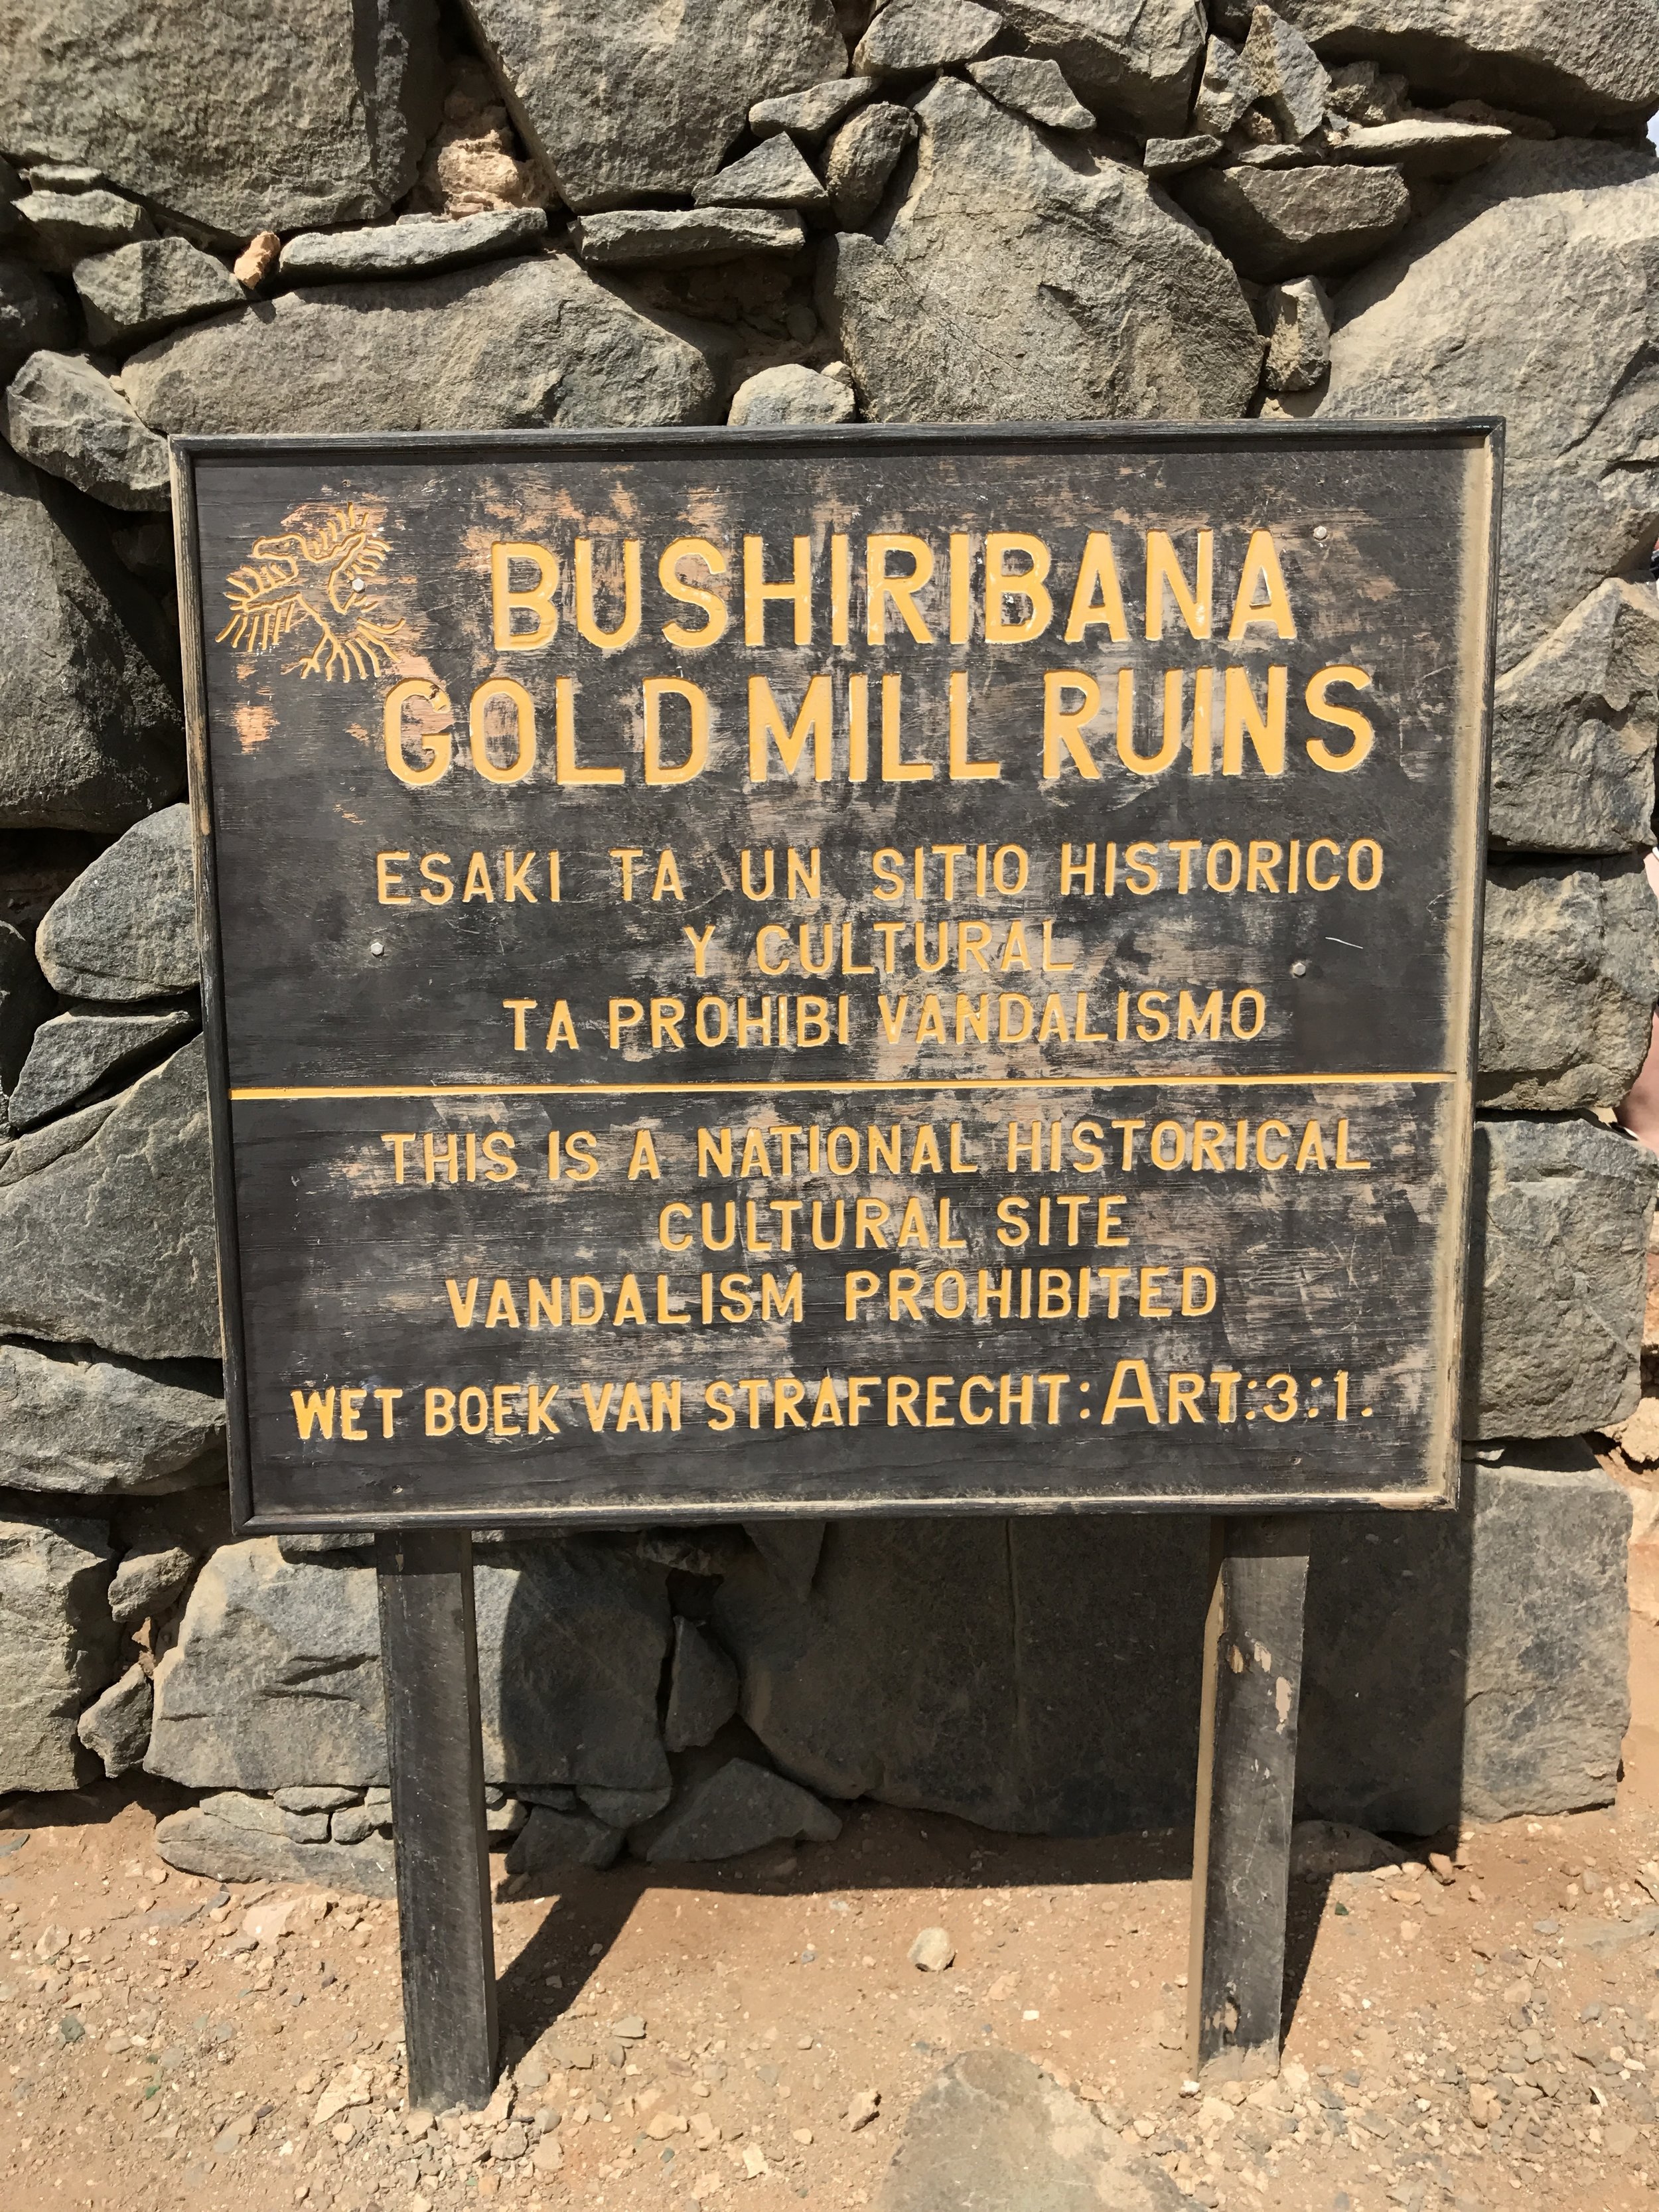 BUSHIRIBANA
GOLD MILL RUINS
ESAKI TA UN SITIO HISTORICO
Y CULTURAL
TA PROHIBI VANDALISMO
THIS IS A NATIONAL HISTORICAL
CULTURAL SITE
VANDALISM PROHIBITED
WET BOEK VAN STRAFRECHT: ART:3:1.